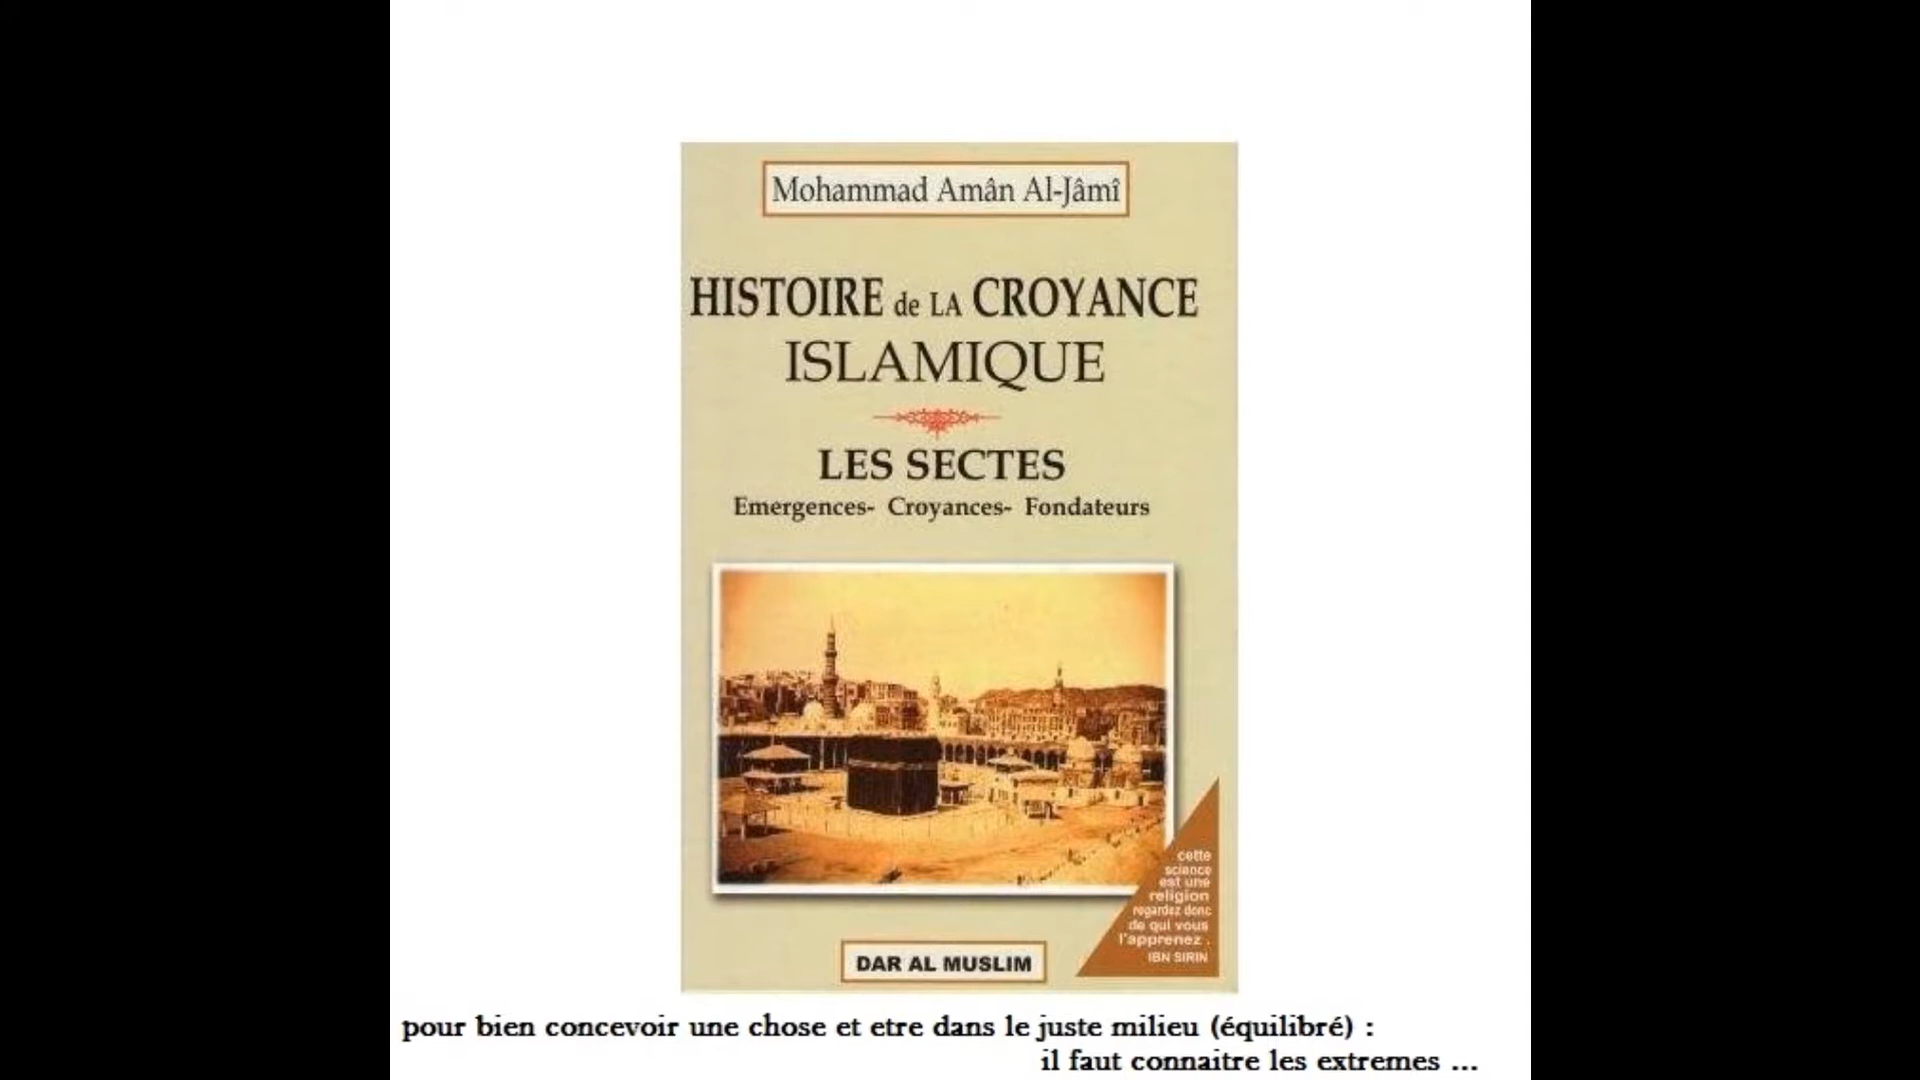 Mohammad Amân Al-Jâmî
HISTOIRE de LA CROYANCE
ISLAMIQUE
LES SECTES
Emergences- Croyances- Fondateurs
cette
science
est une
religion
regardez donc
de qui vous
l'apprenez .
IBN SIRIN
DAR AL MUSLIM
pour bien concevoir une chose et etre dans le juste milieu (équilibré) :
il faut connaitre les extremes ...